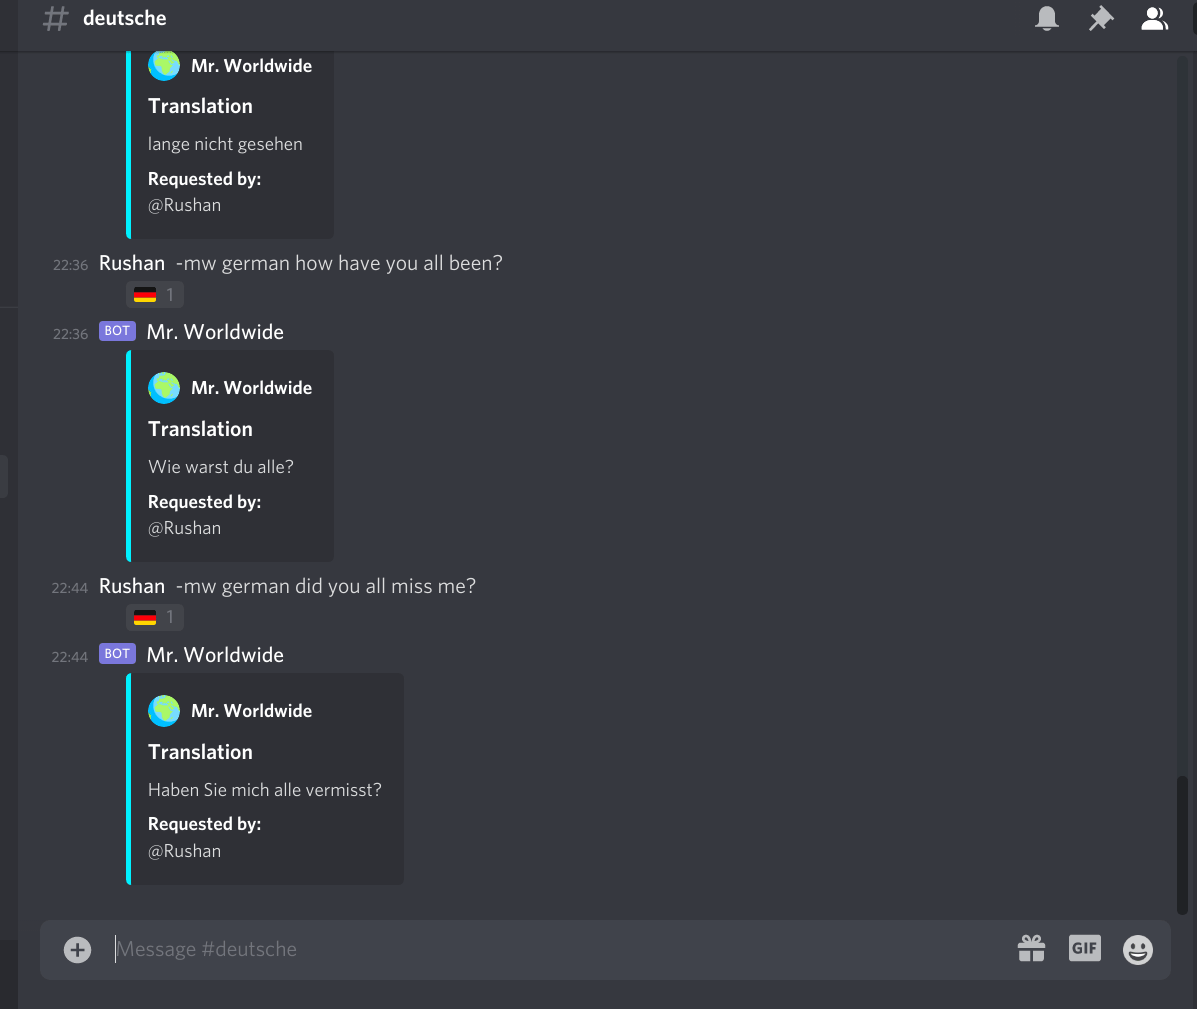 deutsche
Mr. Worldwide
Translation
lange nicht gesehen
Requested by:
@Rushan
22:36 Rushan -mw german how have you all been?
1
22:36 BOT Mr. Worldwide
Mr. Worldwide
Translation
Wie warst du alle?
Requested by:
@Rushan
22:44 Rushan -mw german did you all miss me?
1
22:44 BOT Mr. Worldwide
Mr. Worldwide
Translation
Haben Sie mich alle vermisst?
Requested by:
@Rushan
Message #deutsche GIF